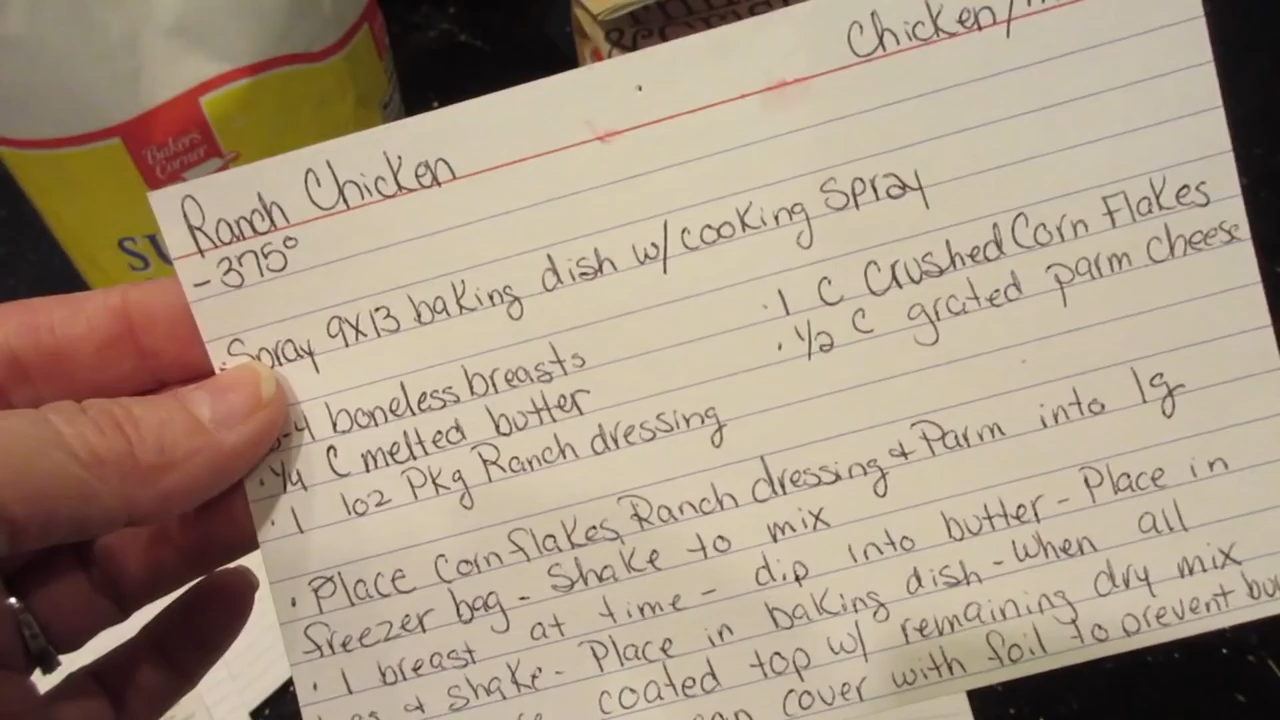 Chicken/
Ranch Chicken
-375°
· Spray 9x13 baking dish w/cooking Spray
· 1 C Crushed Corn Flakes
· 1/2 C grated parm cheese
-4 boneless breasts
· 1/4 C melted butter
· 1 1oz PKg Ranch dressing
· Place Corn flakes, Ranch dressing & Parm into 1g
freezer bag - Shake to mix
· 1 breast at time - dip into butter - Place in
& Shake - Place in baking dish - When all
coated top w/ remaining dry mix
cover with foil to prevent
Bakers
Corner